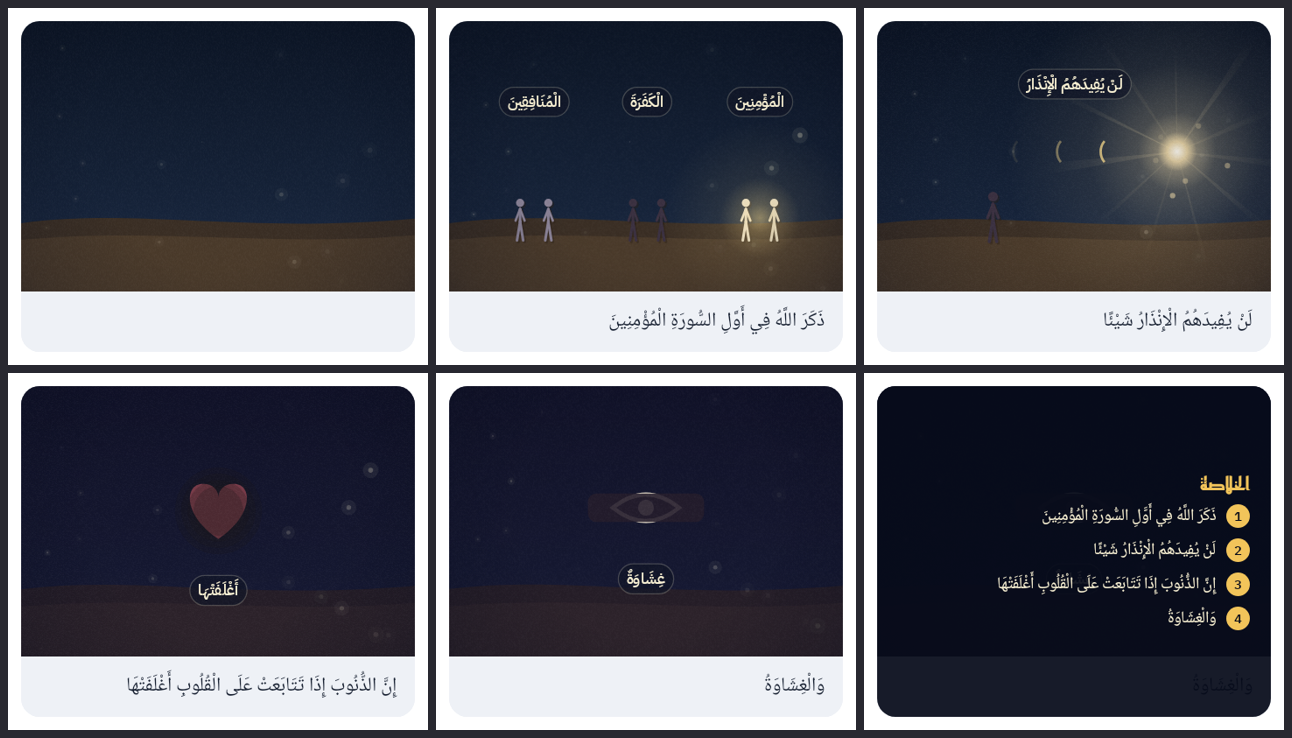 الْمُؤْمِنِينَ
الْكَفَرَةَ
الْمُنَافِقِينَ
ذَكَرَ اللَّهُ فِي أَوَّلِ السُّورَةِ الْمُؤْمِنِينَ
لَنْ يُفِيدَهُمُ الْإِنْذَارُ
لَنْ يُفِيدَهُمُ الْإِنْذَارُ شَيْئًا
أَغْلَفَتْهَا
إِنَّ الذُّنُوبَ إِذَا تَتَابَعَتْ عَلَى الْقُلُوبِ أَغْلَفَتْهَا
غِشَاوَةٌ
وَالْغِشَاوَةُ
الخلاصة
1 ذَكَرَ اللَّهُ فِي أَوَّلِ السُّورَةِ الْمُؤْمِنِينَ
2 لَنْ يُفِيدَهُمُ الْإِنْذَارُ شَيْئًا
3 إِنَّ الذُّنُوبَ إِذَا تَتَابَعَتْ عَلَى الْقُلُوبِ أَغْلَفَتْهَا
4 وَالْغِشَاوَةُ
وَالْغِشَاوَةُ